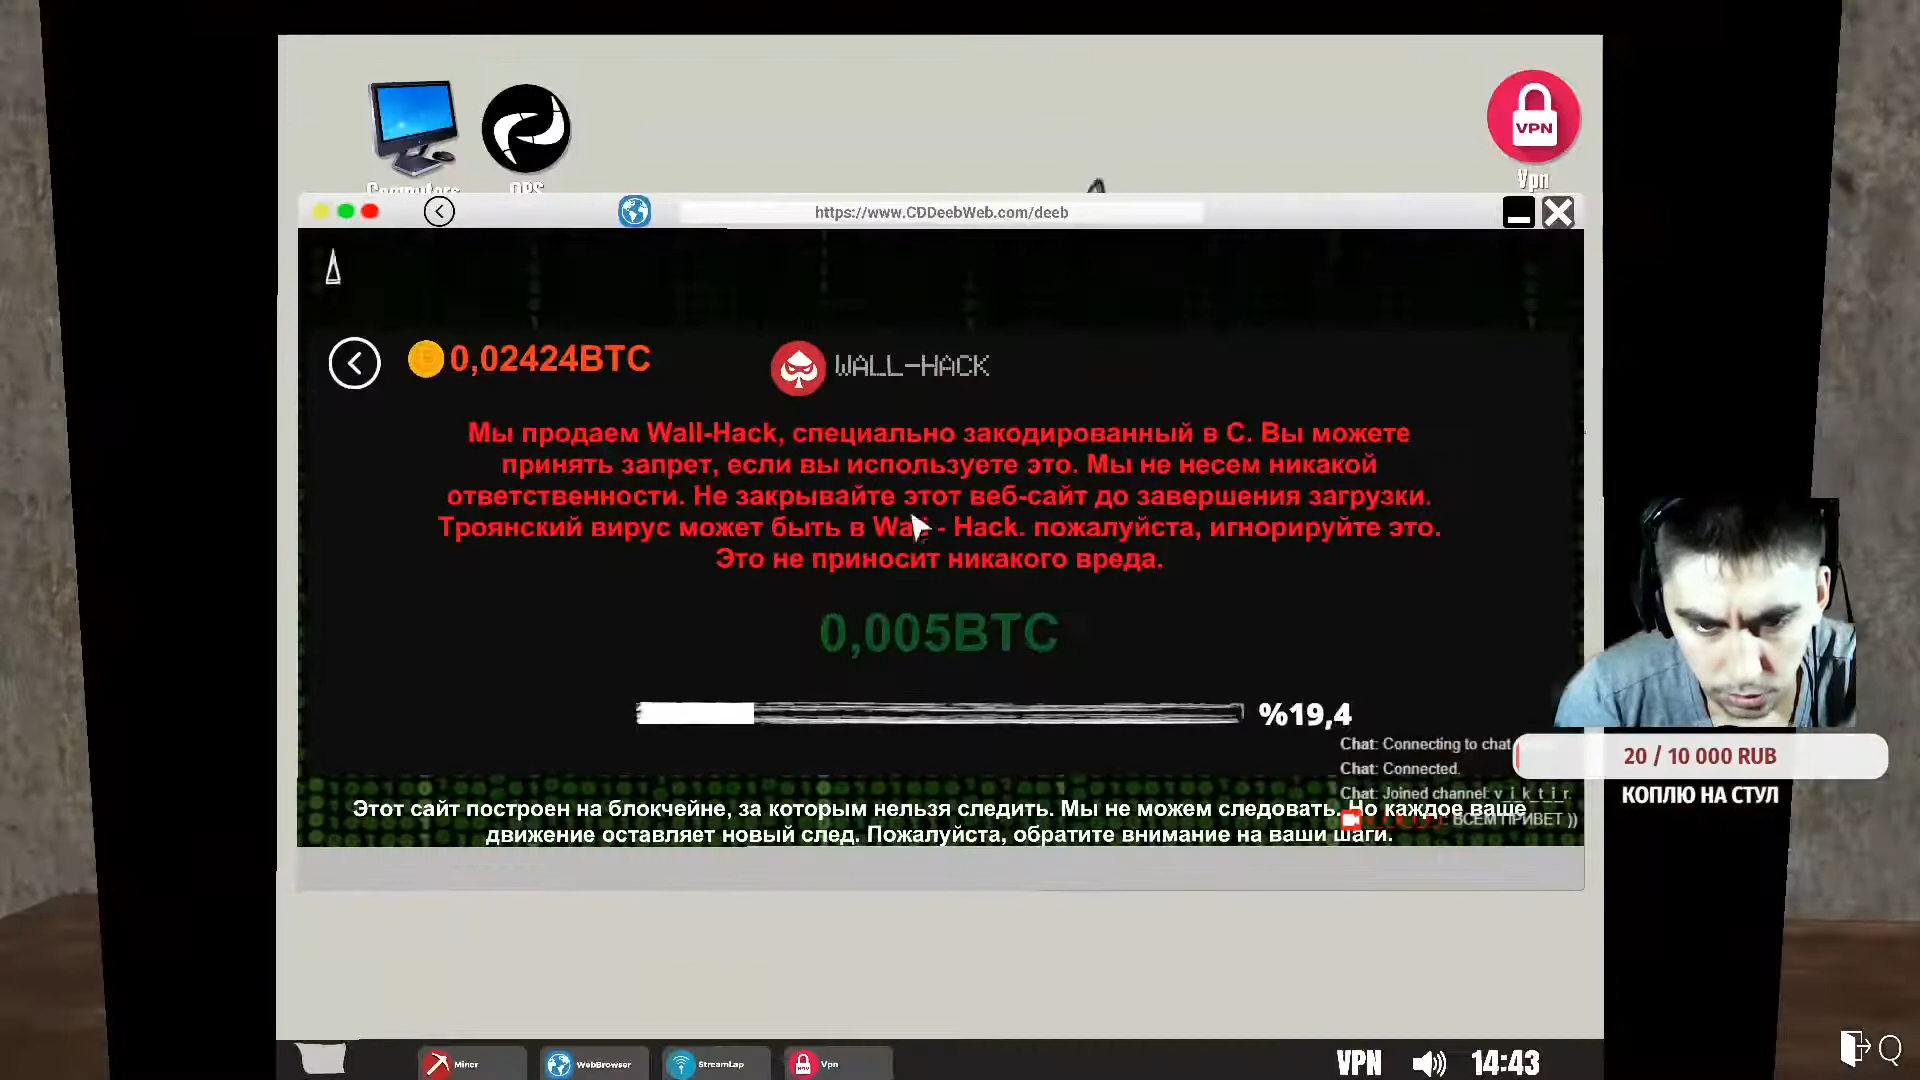 VPN
Vpn
https://www.CDDeebWeb.com/deeb
0,02424BTC
WALL-HACK
Мы продаем Wall-Hack, специально закодированный в C. Вы можете
принять запрет, если вы используете это. Мы не несем никакой
ответственности. Не закрывайте этот веб-сайт до завершения загрузки.
Троянский вирус может быть в Wall - Hack. пожалуйста, игнорируйте это.
Это не приносит никакого вреда.
0,005BTC
%19,4
Chat: Connecting to chat
Chat: Connected.
Chat: Joined channel: v_i_k_t_i_r.
ВСЕМ ПРИВЕТ ))
20 / 10 000 RUB
КОПЛЮ НА СТУЛ
Этот сайт построен на блокчейне, за которым нельзя следить. Мы не можем следовать. Но каждое ваше
движение оставляет новый след. Пожалуйста, обратите внимание на ваши шаги.
Miner
WebBrowser
StreamLap
Vpn
VPN
14:43
Q